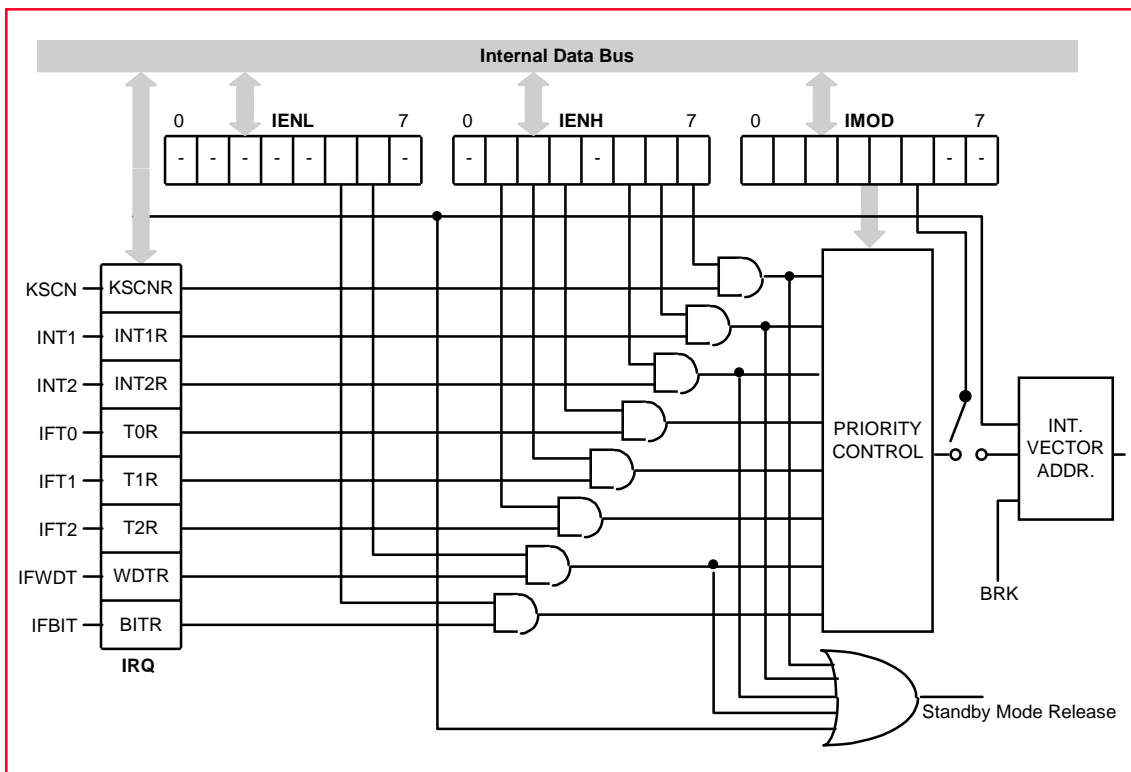 Internal Data Bus
0 IENL 7
0 IENH 7
0 IMOD 7
- - - - - -
- -
- -
KSCN KSCNR
INT1 INT1R
INT2 INT2R
IFT0 T0R
IFT1 T1R
IFT2 T2R
IFWDT WDTR
IFBIT BITR
IRQ
PRIORITY
CONTROL
INT.
VECTOR
ADDR.
BRK
Standby Mode Release